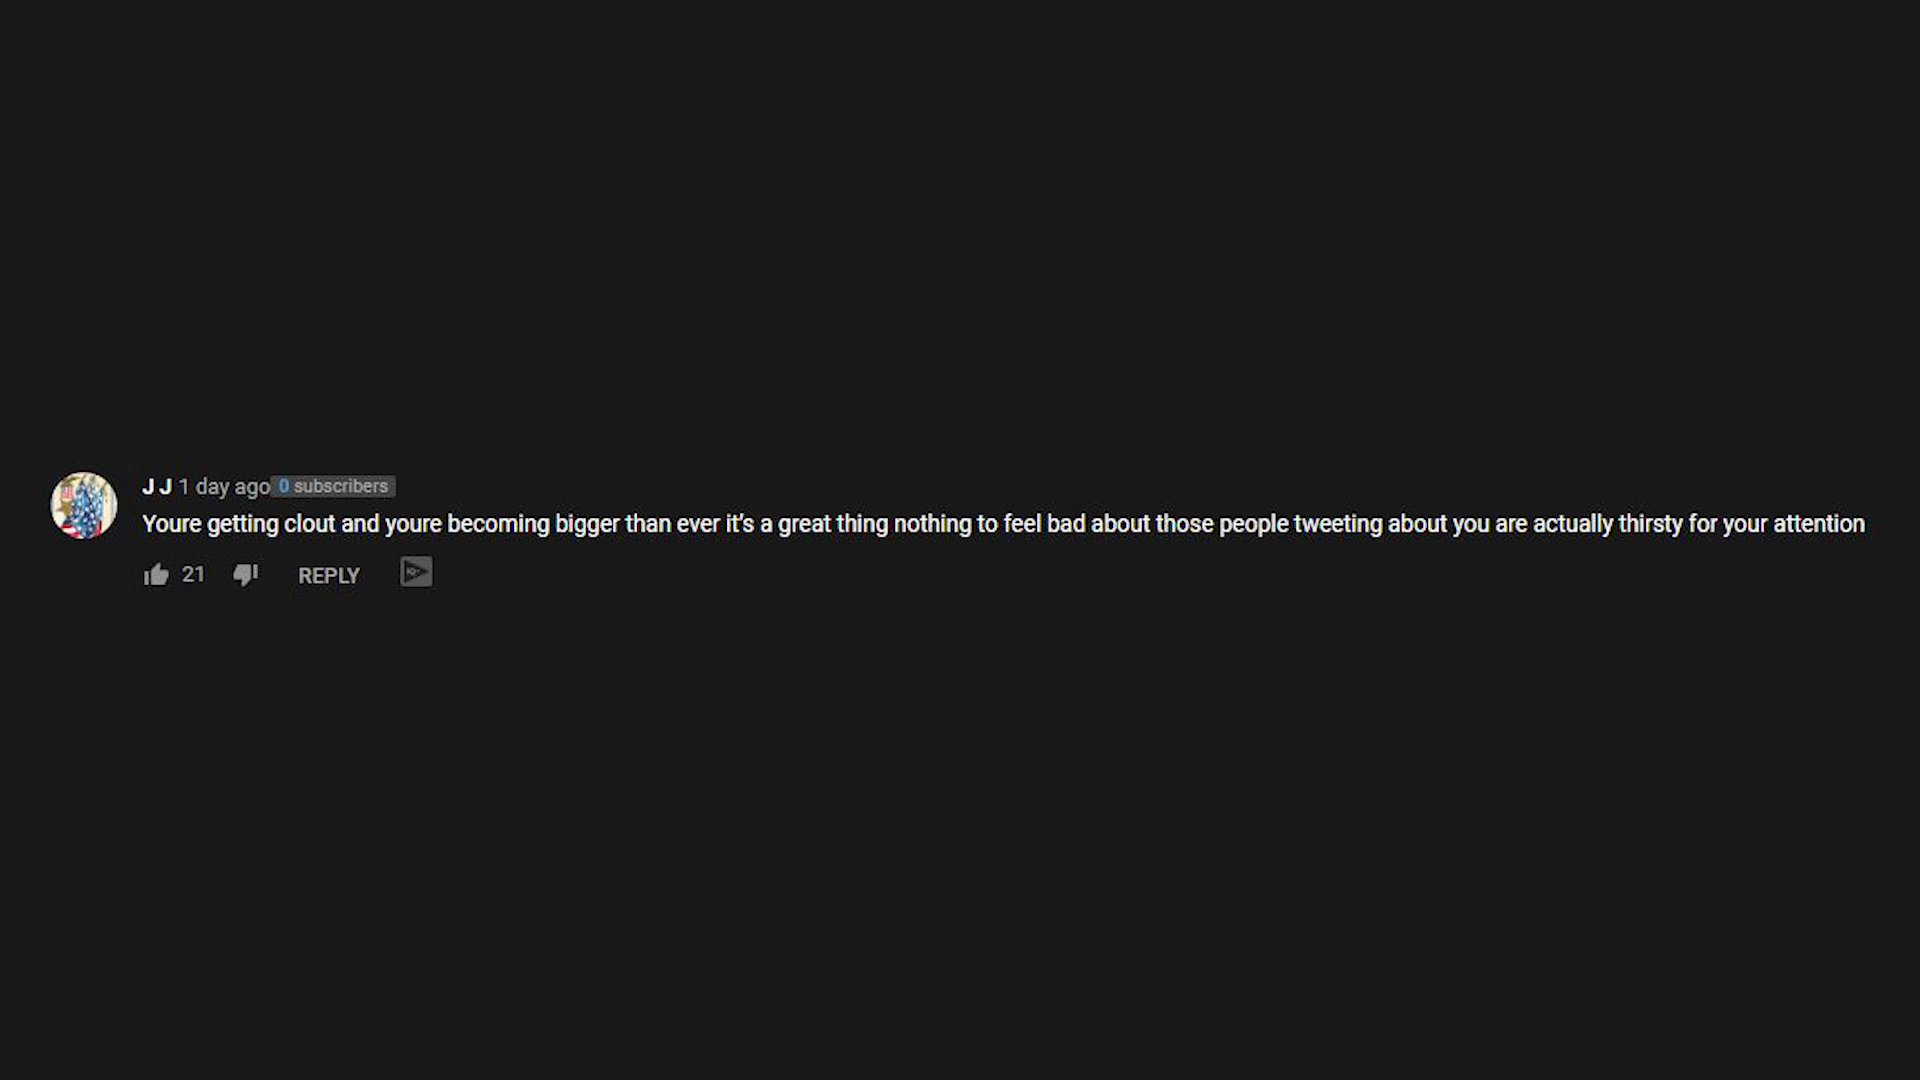 J J 1 day ago 0 subscribers
Youre getting clout and youre becoming bigger than ever it’s a great thing nothing to feel bad about those people tweeting about you are actually thirsty for your attention
21 REPLY